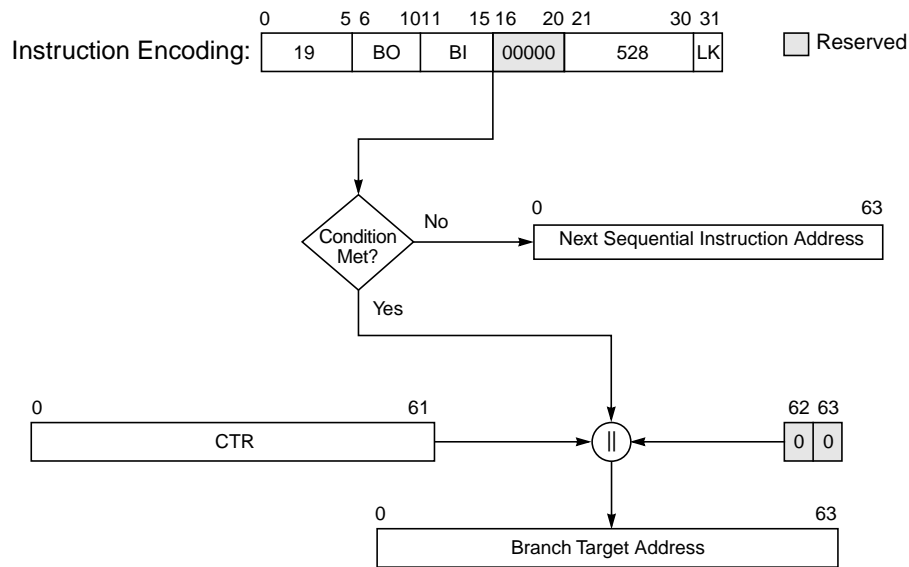 0 5 6 10 11 15 16 20 21 30 31
Instruction Encoding: 19 BO BI 00000 528 LK Reserved
Condition
Met?
No
0 63
Next Sequential Instruction Address
Yes
0 61 62 63
CTR || 0 0
0 63
Branch Target Address